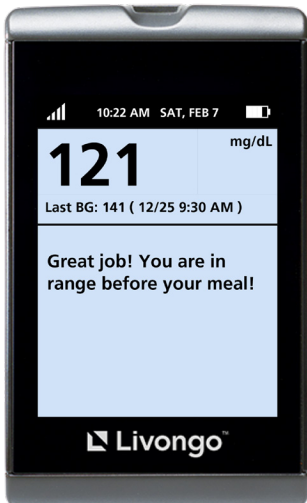 10:22 AM SAT, FEB 7
121 mg/dL
Last BG: 141 ( 12/25 9:30 AM )
Great job! You are in
range before your meal!
Livongo™